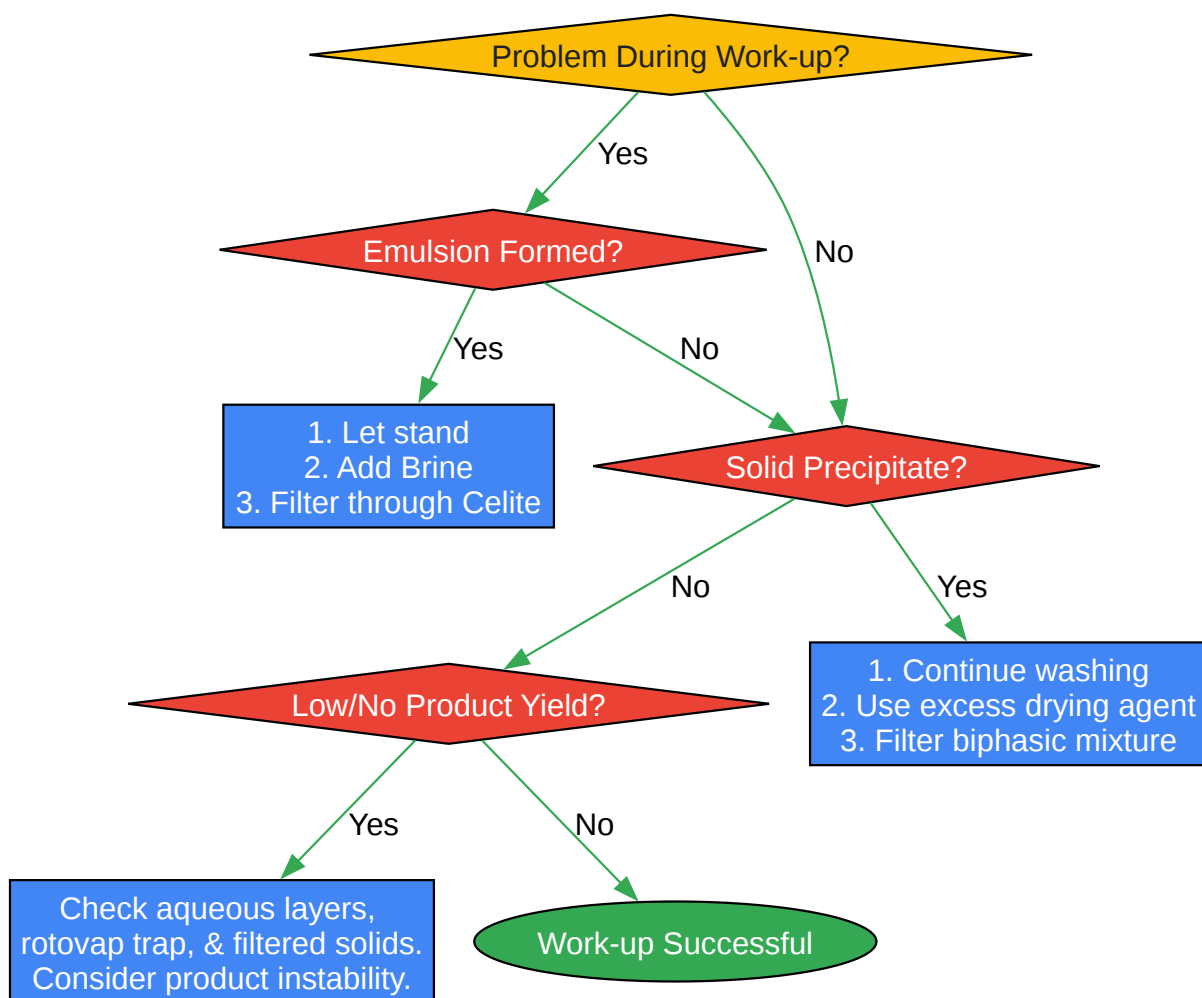 Problem During Work-up?
Yes
Emulsion Formed?
No
Yes
No
1. Let stand
2. Add Brine
3. Filter through Celite
Solid Precipitate?
No
Yes
1. Continue washing
2. Use excess drying agent
3. Filter biphasic mixture
Low/No Product Yield?
Yes
No
Check aqueous layers,
rotovap trap, & filtered solids.
Consider product instability.
Work-up Successful